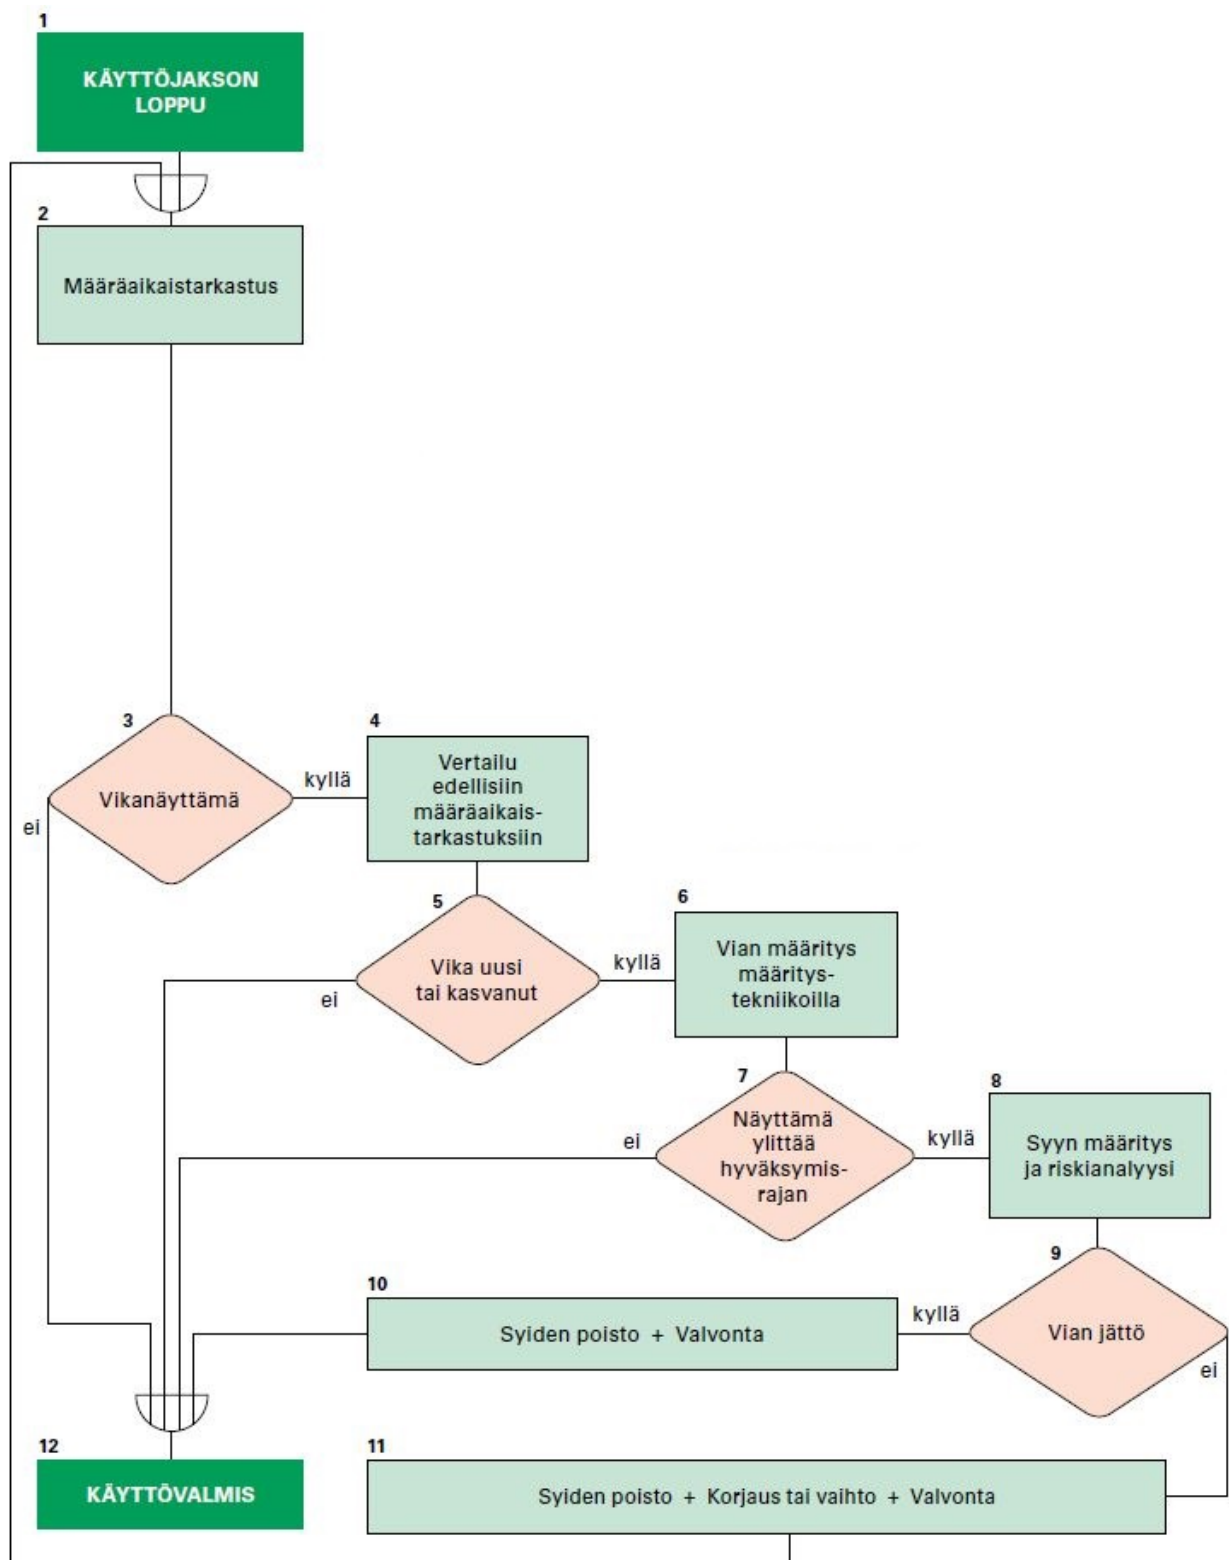 1
KÄYTTÖJAKSON
LOPPU
2
Määräaikaistarkastus
3
Vikanäyttämä
kyllä
ei
4
Vertailu
edellisiin
määräaikais-
tarkastuksiin
5
Vika uusi
tai kasvanut
kyllä
ei
6
Vian määritys
määritys-
tekniikoilla
7
Näyttämä
ylittää
hyväksymis-
rajan
ei
kyllä
8
Syyn määritys
ja riskianalyysi
9
Vian jättö
kyllä
ei
10
Syiden poisto + Valvonta
11
Syiden poisto + Korjaus tai vaihto + Valvonta
12
KÄYTTÖVALMIS